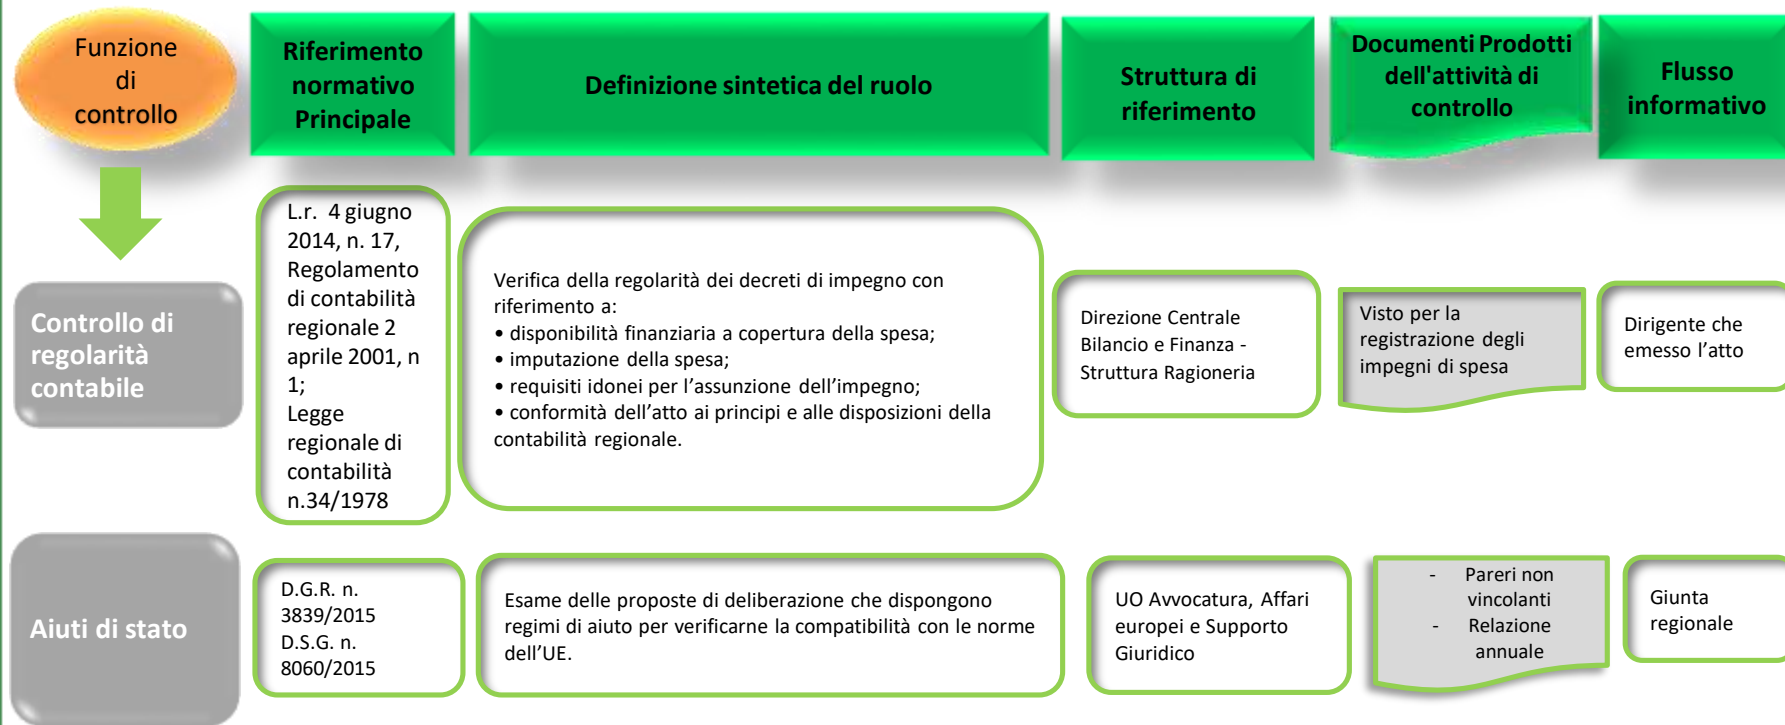 Funzione
di
controllo
Riferimento
normativo
Principale
Definizione sintetica del ruolo
Struttura di
riferimento
Documenti Prodotti
dell'attività di
controllo
Flusso
informativo
Controllo di
regolarità
contabile
L.r. 4 giugno
2014, n. 17,
Regolamento
di contabilità
regionale 2
aprile 2001, n
1;
Legge
regionale di
contabilità
n.34/1978
Verifica della regolarità dei decreti di impegno con
riferimento a:
• disponibilità finanziaria a copertura della spesa;
• imputazione della spesa;
• requisiti idonei per l’assunzione dell’impegno;
• conformità dell’atto ai principi e alle disposizioni della
contabilità regionale.
Direzione Centrale
Bilancio e Finanza -
Struttura Ragioneria
Visto per la
registrazione degli
impegni di spesa
Dirigente che
emesso l’atto
Aiuti di stato
D.G.R. n.
3839/2015
D.S.G. n.
8060/2015
Esame delle proposte di deliberazione che dispongono
regimi di aiuto per verificarne la compatibilità con le norme
dell’UE.
UO Avvocatura, Affari
europei e Supporto
Giuridico
- Pareri non
vincolanti
- Relazione
annuale
Giunta
regionale